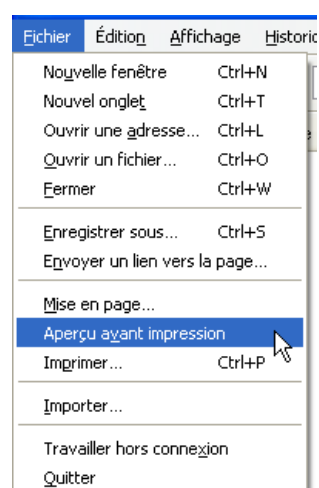 Fichier Édition Affichage Historic
Nouvelle fenêtre Ctrl+N
Nouvel onglet Ctrl+T
Ouvrir une adresse... Ctrl+L
Ouvrir un fichier... Ctrl+O
Fermer Ctrl+W
Enregistrer sous... Ctrl+S
Envoyer un lien vers la page...
Mise en page...
Aperçu avant impression
Imprimer... Ctrl+P
Importer...
Travailler hors connexion
Quitter